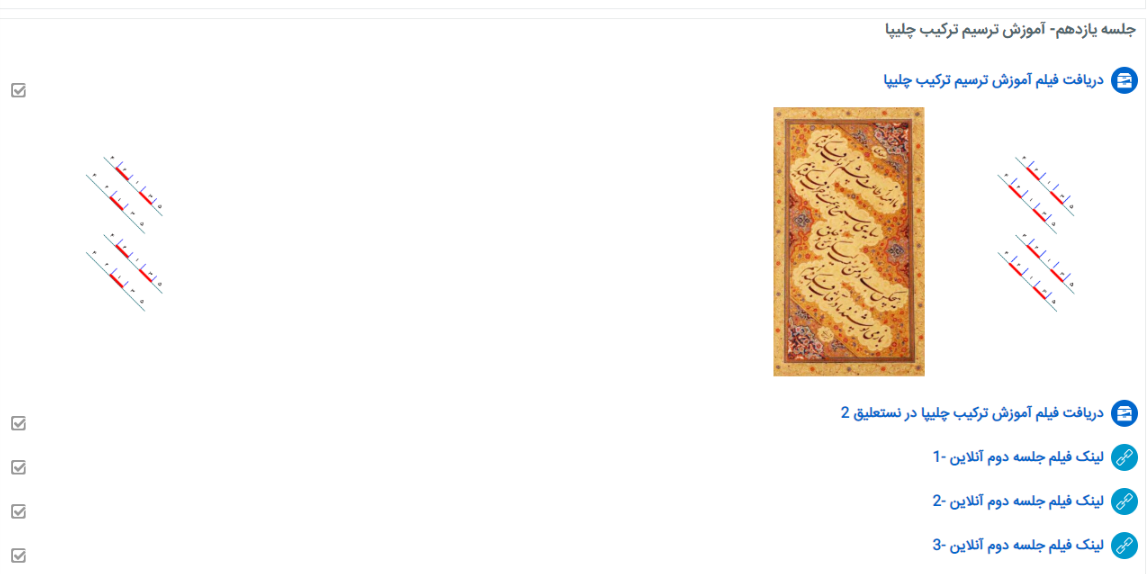 جلسه یازدهم- آموزش ترسیم ترکیب چلیپا
دریافت فیلم آموزش ترسیم ترکیب چلیپا
دریافت فیلم آموزش ترکیب چلیپا در نستعلیق 2
لینک فیلم جلسه دوم آنلاین -1
لینک فیلم جلسه دوم آنلاین -2
لینک فیلم جلسه دوم آنلاین -3